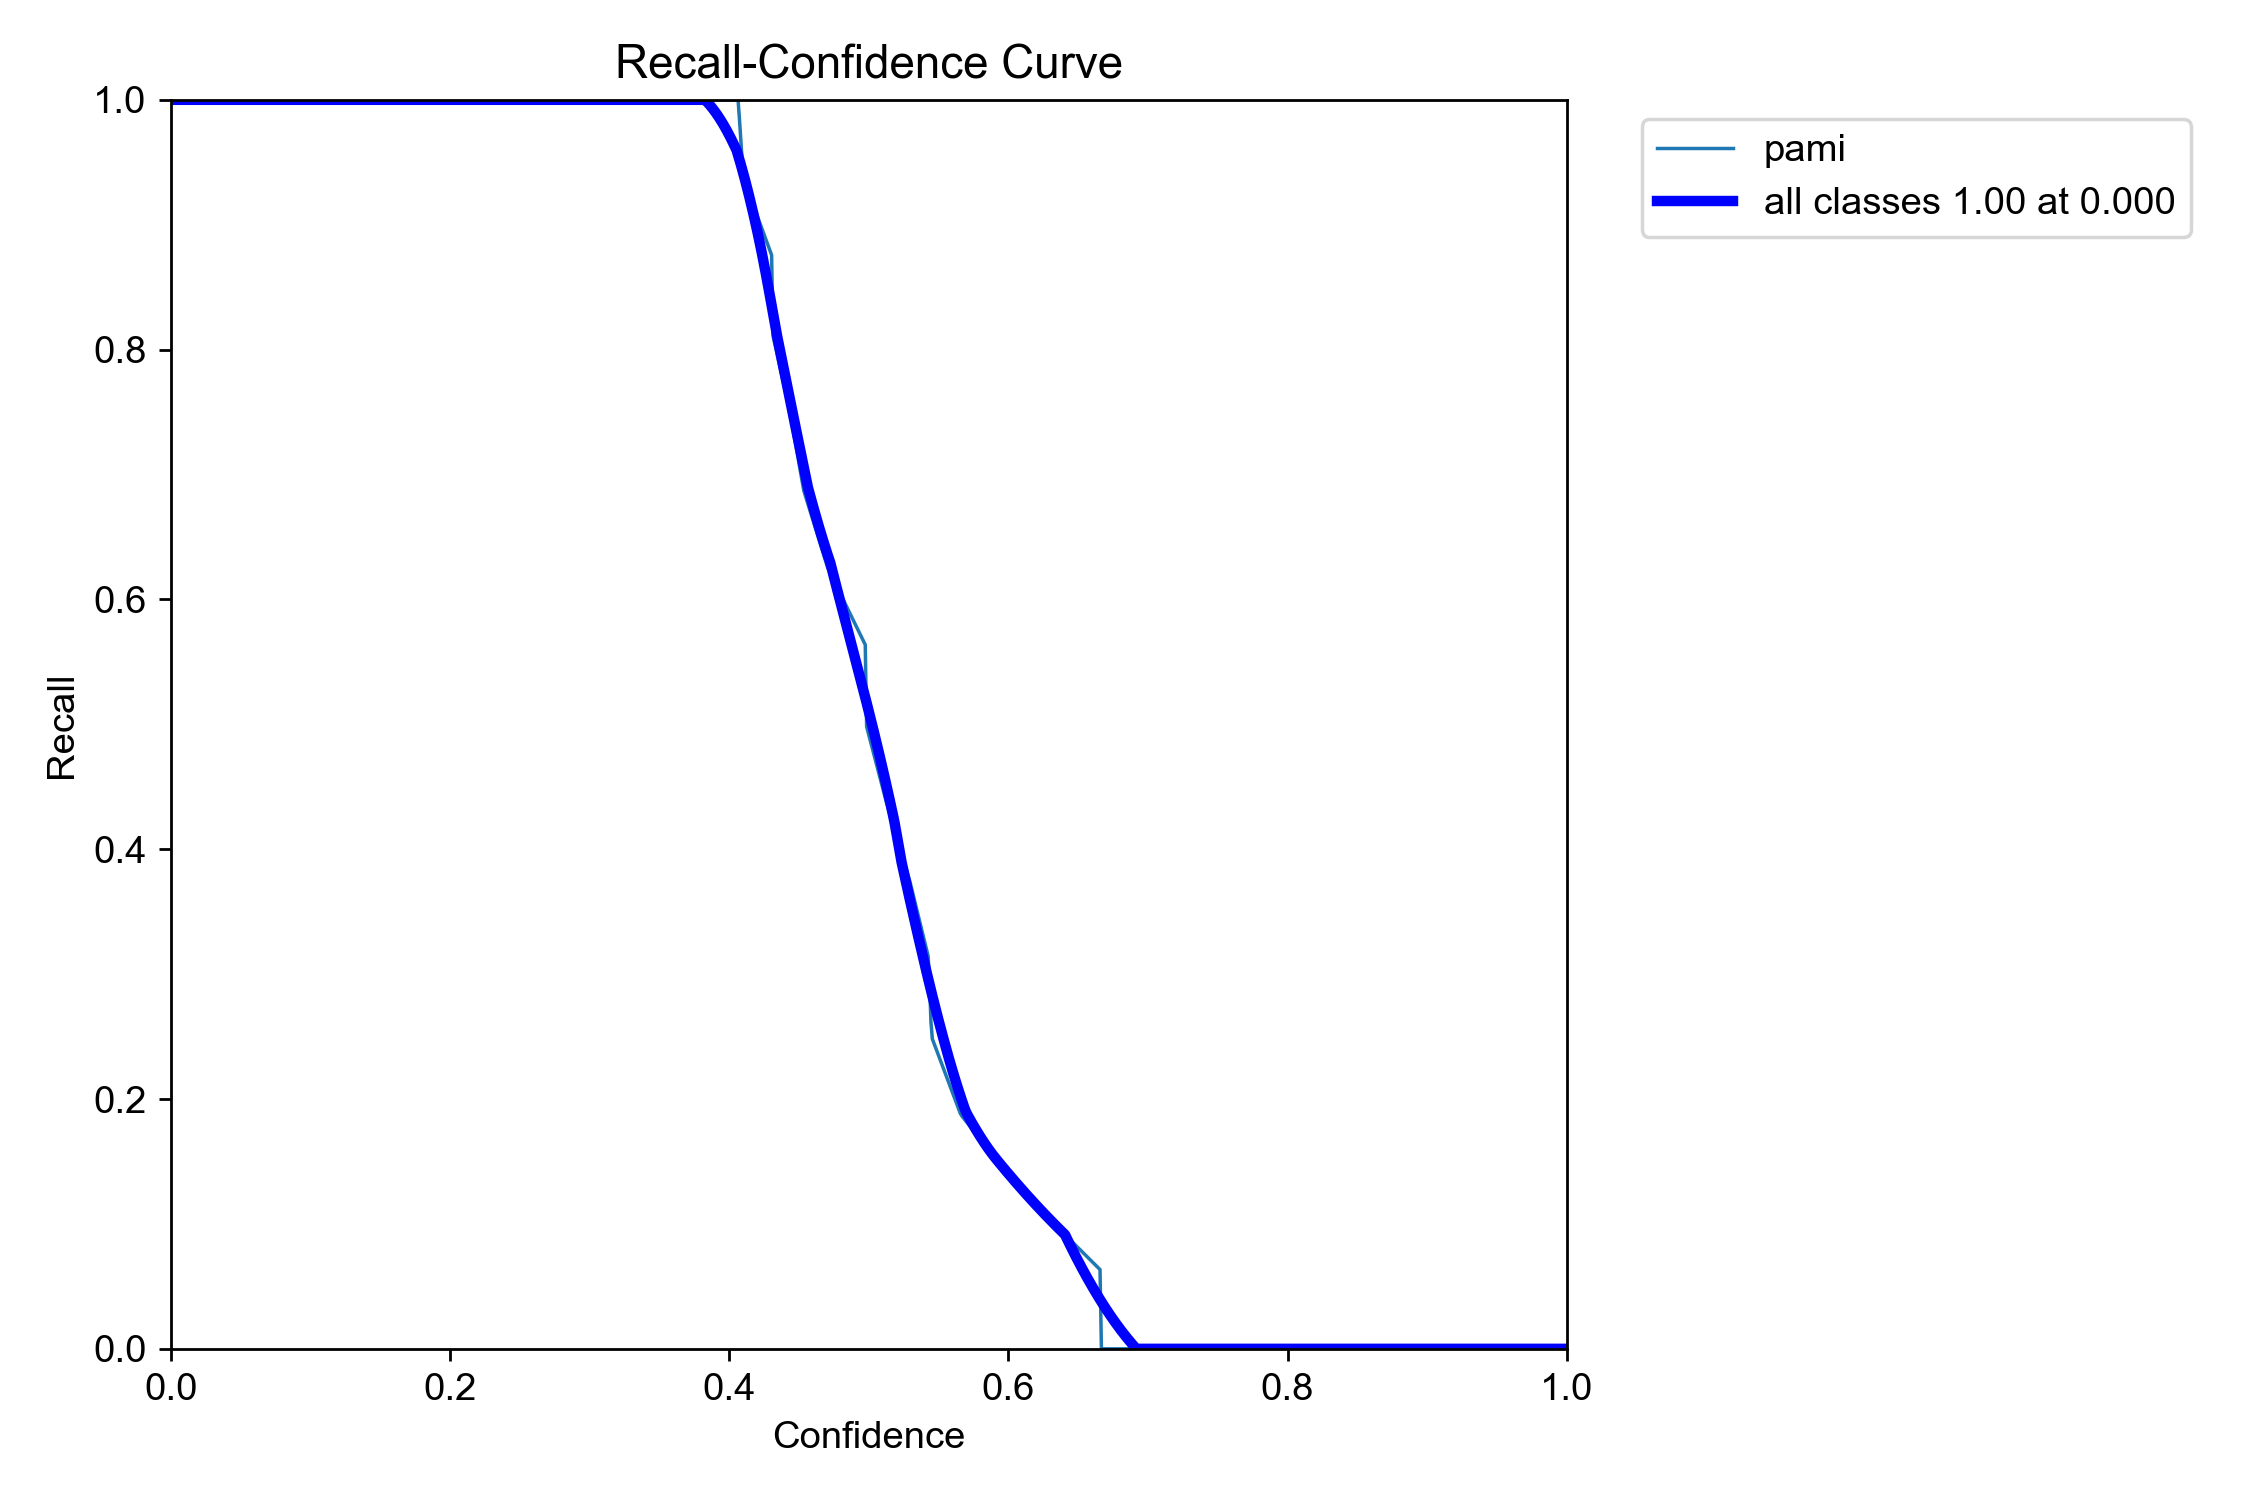 Recall-Confidence Curve
1.0
0.8
0.6
0.4
0.2
0.0
Recall
0.0 0.2 0.4 0.6 0.8 1.0
Confidence
pami
all classes 1.00 at 0.000